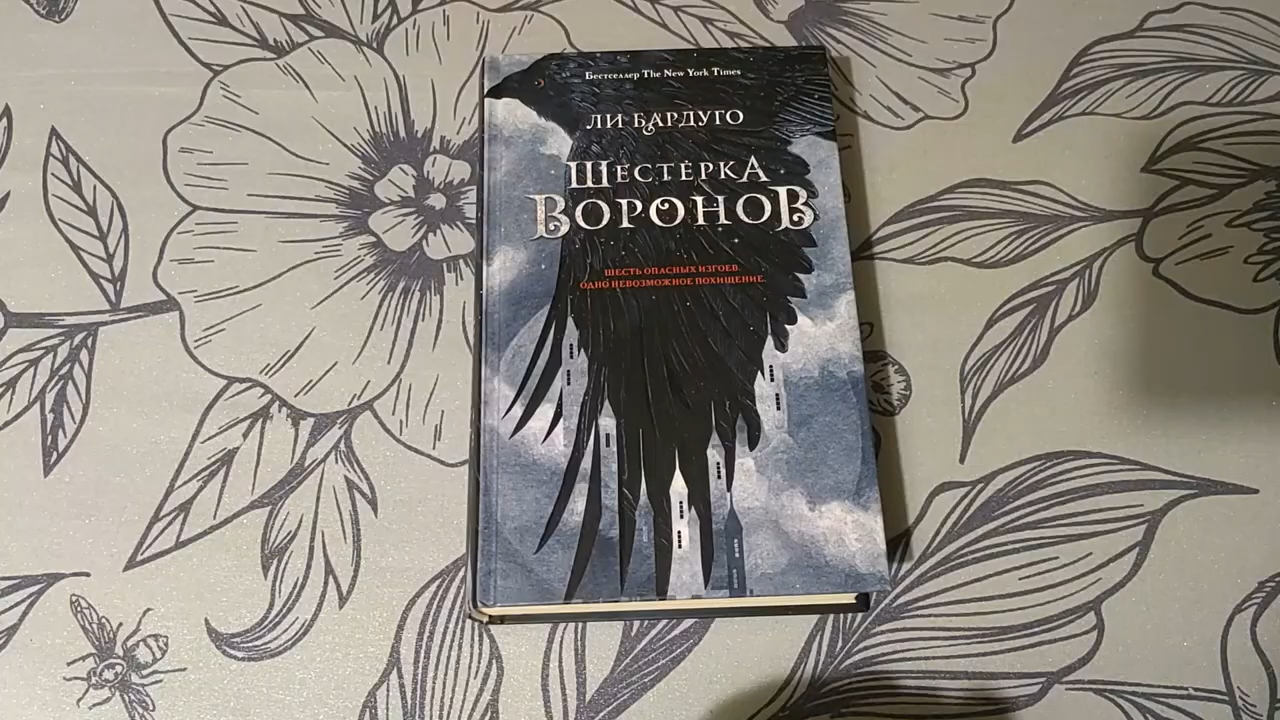 Бестселлер The New York Times
ЛИ БАРДУГО
ШЕСТЁРКА
ВОРОНОВ
ШЕСТЬ ОПАСНЫХ ИЗГОЕВ.
ОДНО НЕВОЗМОЖНОЕ ПОХИЩЕНИЕ.